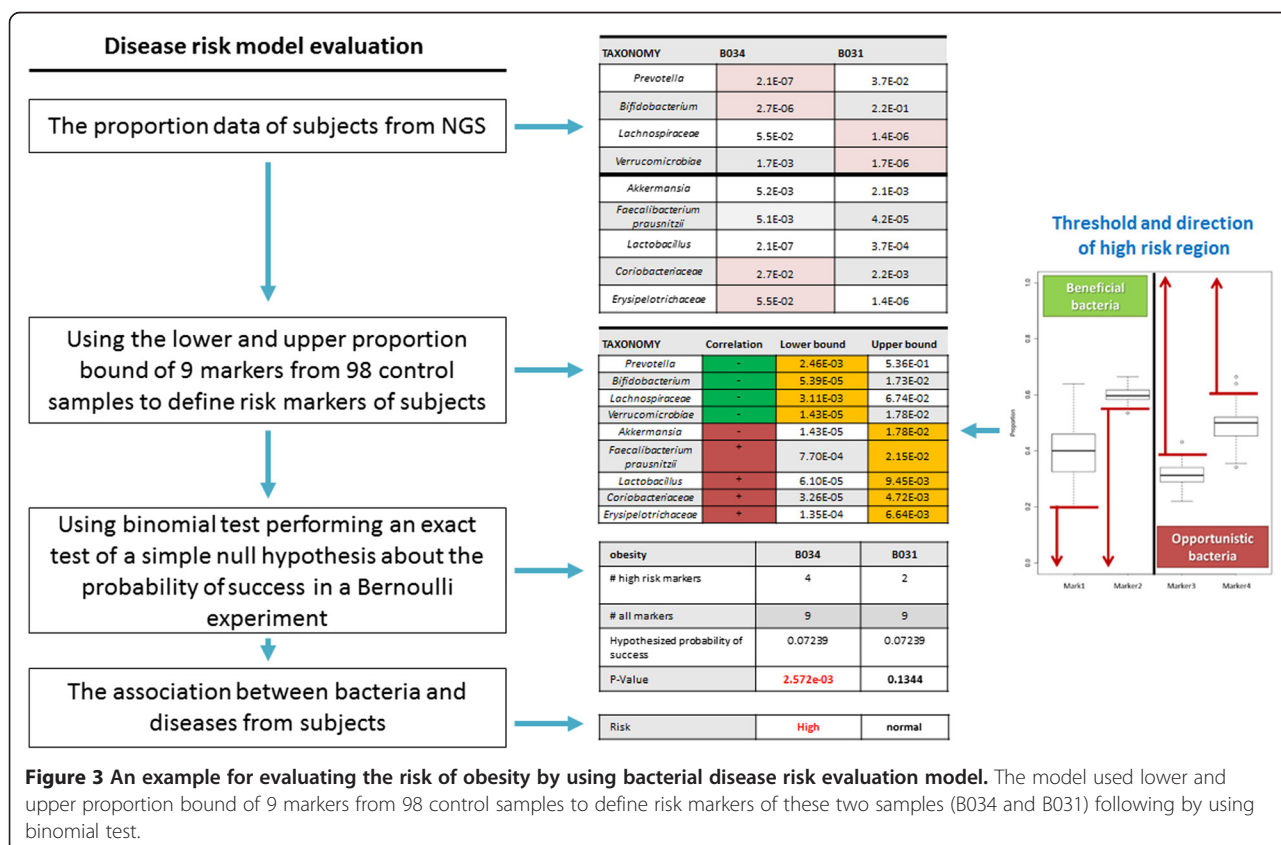 Disease risk model evaluation
The proportion data of subjects from NGS
Using the lower and upper proportion
bound of 9 markers from 98 control
samples to define risk markers of subjects
Using binomial test performing an exact
test of a simple null hypothesis about the
probability of success in a Bernoulli
experiment
The association between bacteria and
diseases from subjects
TAXONOMY B034 B031
Prevotella 2.1E-07 3.7E-02
Bifidobacterium 2.7E-06 2.2E-01
Lachnospiraceae 5.5E-02 1.4E-06
Verrucomicrobiae 1.7E-03 1.7E-06
Akkermansia 5.2E-03 2.1E-03
Faecalibacterium
prausnitzii 5.1E-03 4.2E-05
Lactobacillus 2.1E-07 3.7E-04
Coriobacteriaceae 2.7E-02 2.2E-03
Erysipelotrichaceae 5.5E-02 1.4E-06
TAXONOMY Correlation Lower bound Upper bound
Prevotella - 2.46E-03 5.36E-01
Bifidobacterium - 5.39E-05 1.73E-02
Lachnospiraceae - 3.11E-03 6.74E-02
Verrucomicrobiae - 1.43E-05 1.78E-02
Akkermansia - 1.43E-05 1.78E-02
Faecalibacterium
prausnitzii + 7.70E-04 2.15E-02
Lactobacillus + 6.10E-05 9.45E-03
Coriobacteriaceae + 3.26E-05 4.72E-03
Erysipelotrichaceae + 1.35E-04 6.64E-03
obesity B034 B031
# high risk markers 4 2
# all markers 9 9
Hypothesized probability of
success 0.07239 0.07239
P-Value 2.572e-03 0.1344
Risk High normal
Threshold and direction
of high risk region
Beneficial
bacteria
Opportunistic
bacteria
Proportion
1.0
0.8
0.6
0.4
0.2
0.0
Mark1 Marker2 Marker3 Marker4
Figure 3 An example for evaluating the risk of obesity by using bacterial disease risk evaluation model. The model used lower and
upper proportion bound of 9 markers from 98 control samples to define risk markers of these two samples (B034 and B031) following by using
binomial test.